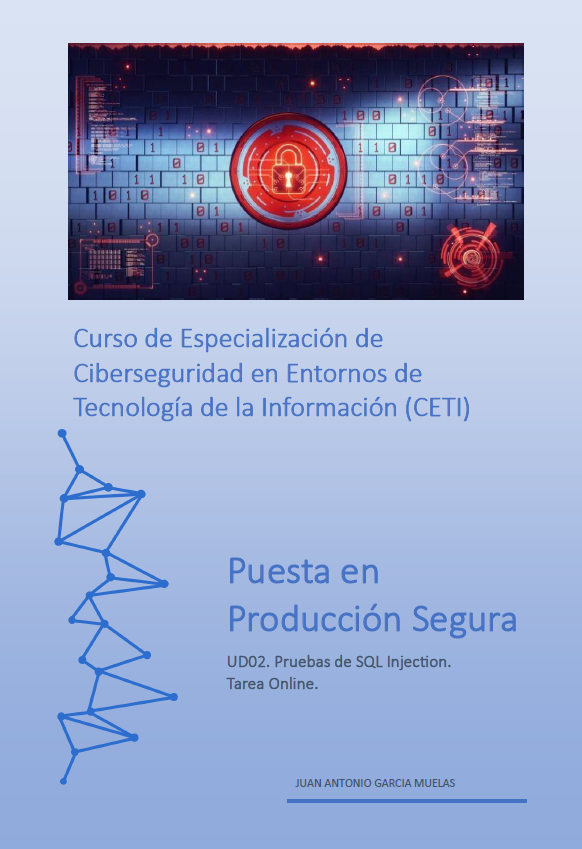 Curso de Especialización de
Ciberseguridad en Entornos de
Tecnología de la Información (CETI)
Puesta en
Producción Segura
UD02. Pruebas de SQL Injection.
Tarea Online.
JUAN ANTONIO GARCIA MUELAS